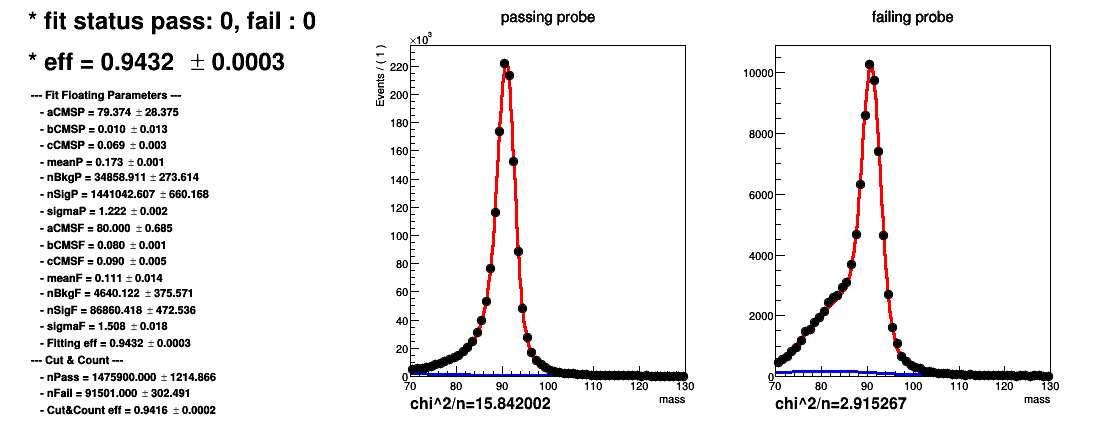 * fit status pass: 0, fail : 0
* eff = 0.9432 ± 0.0003
--- Fit Floating Parameters ---
- aCMSP = 79.374 ± 28.375
- bCMSP = 0.010 ± 0.013
- cCMSP = 0.069 ± 0.003
- meanP = 0.173 ± 0.001
- nBkgP = 34858.911 ± 273.614
- nSigP = 1441042.607 ± 660.168
- sigmaP = 1.222 ± 0.002
- aCMSF = 80.000 ± 0.685
- bCMSF = 0.080 ± 0.001
- cCMSF = 0.090 ± 0.005
- meanF = 0.111 ± 0.014
- nBkgF = 4640.122 ± 375.571
- nSigF = 86860.418 ± 472.536
- sigmaF = 1.508 ± 0.018
- Fitting eff = 0.9432 ± 0.0003
--- Cut & Count ---
- nPass = 1475900.000 ± 1214.866
- nFail = 91501.000 ± 302.491
- Cut&Count eff = 0.9416 ± 0.0002
passing probe
×10³
Events / ( 1 )
220
200
180
160
140
120
100
80
60
40
20
0
70 80 90 100 110 120 130
mass
chi^2/n=15.842002
failing probe
10000
8000
6000
4000
2000
0
70 80 90 100 110 120 130
mass
chi^2/n=2.915267